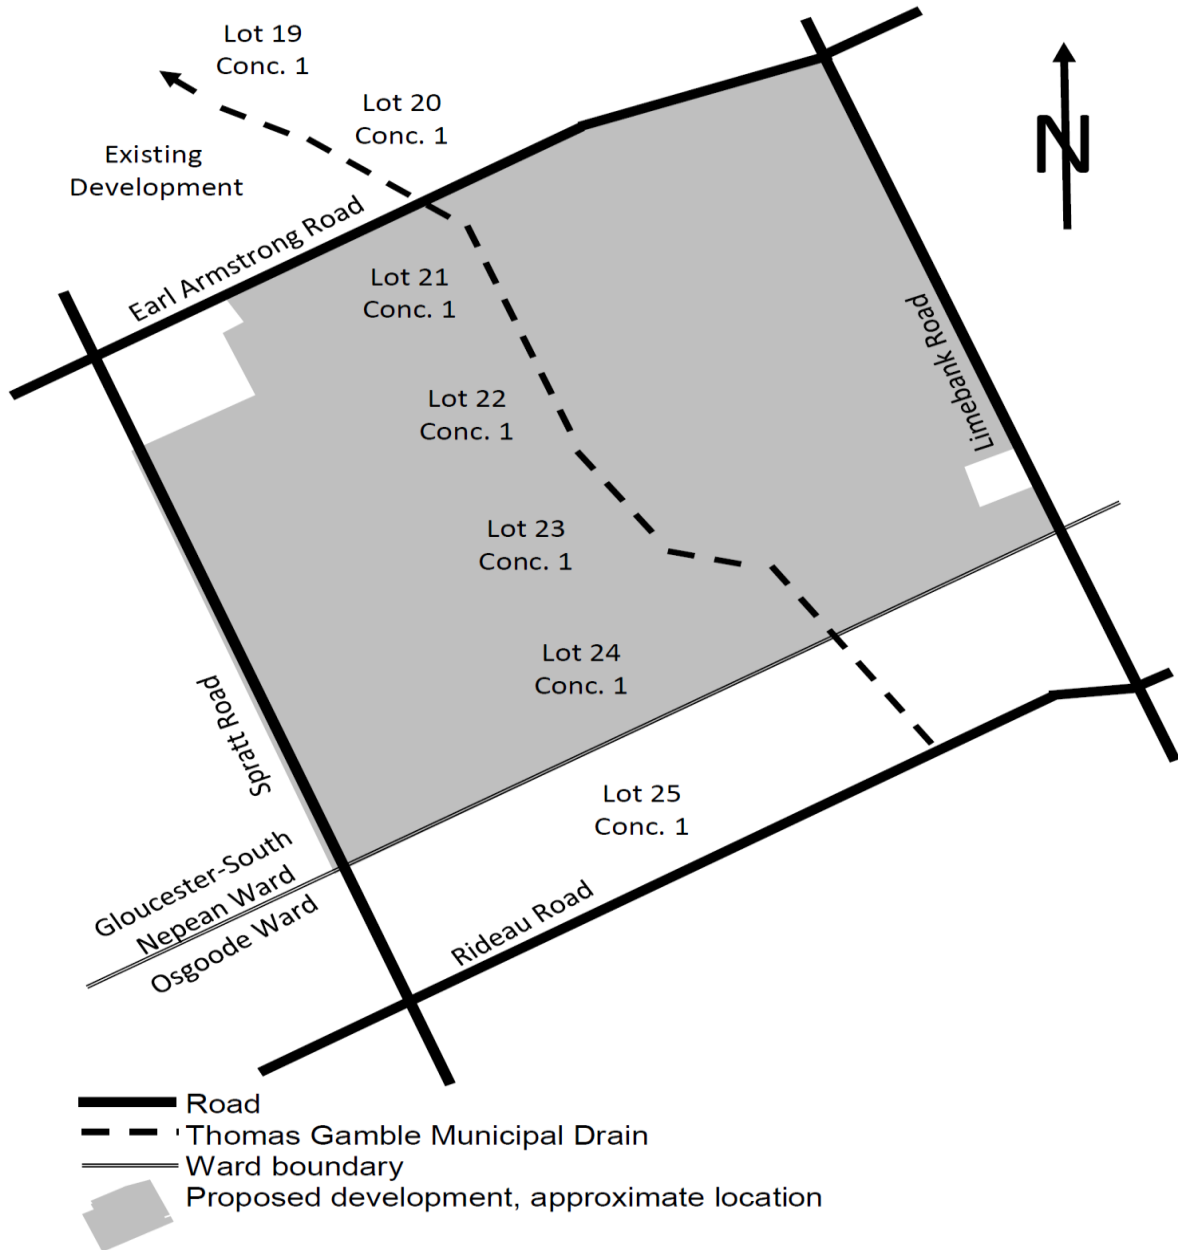 Lot 19
Conc. 1
Lot 20
Conc. 1
Existing
Development
N
Earl Armstrong Road
Lot 21
Conc. 1
Limebank Road
Lot 22
Conc. 1
Lot 23
Conc. 1
Lot 24
Conc. 1
Spratt Road
Lot 25
Conc. 1
Gloucester-South
Nepean Ward
Osgoode Ward
Rideau Road
Road
Thomas Gamble Municipal Drain
Ward boundary
Proposed development, approximate location